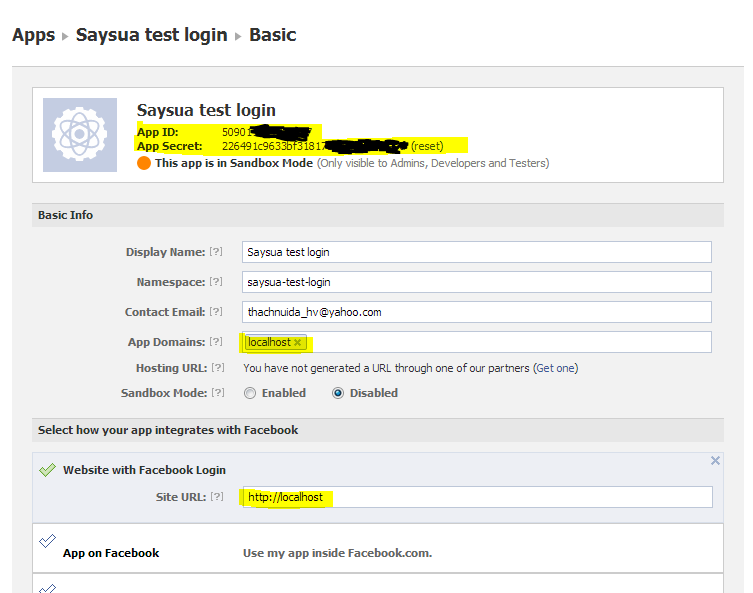 Apps ▸ Saysua test login ▸ Basic
Saysua test login
App ID: 50901
App Secret: 226491c9633bf31817 (reset)
This app is in Sandbox Mode (Only visible to Admins, Developers and Testers)
Basic Info
Display Name: [?] Saysua test login
Namespace: [?] saysua-test-login
Contact Email: [?] thachnuida_hv@yahoo.com
App Domains: [?] localhost ×
Hosting URL: [?] You have not generated a URL through one of our partners (Get one)
Sandbox Mode: [?] Enabled Disabled
Select how your app integrates with Facebook
Website with Facebook Login
Site URL: [?] http://localhost
App on Facebook Use my app inside Facebook.com.